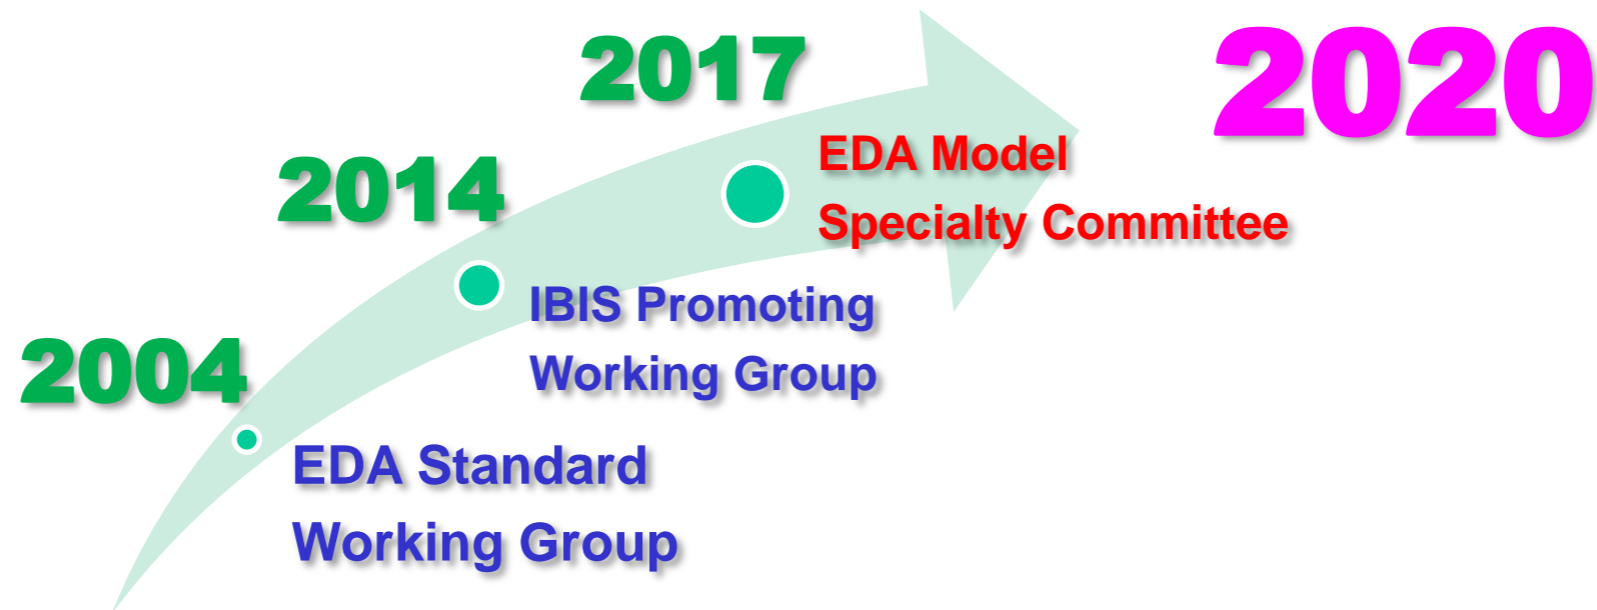 2004
EDA Standard
Working Group
2014
IBIS Promoting
Working Group
2017
EDA Model
Specialty Committee
2020